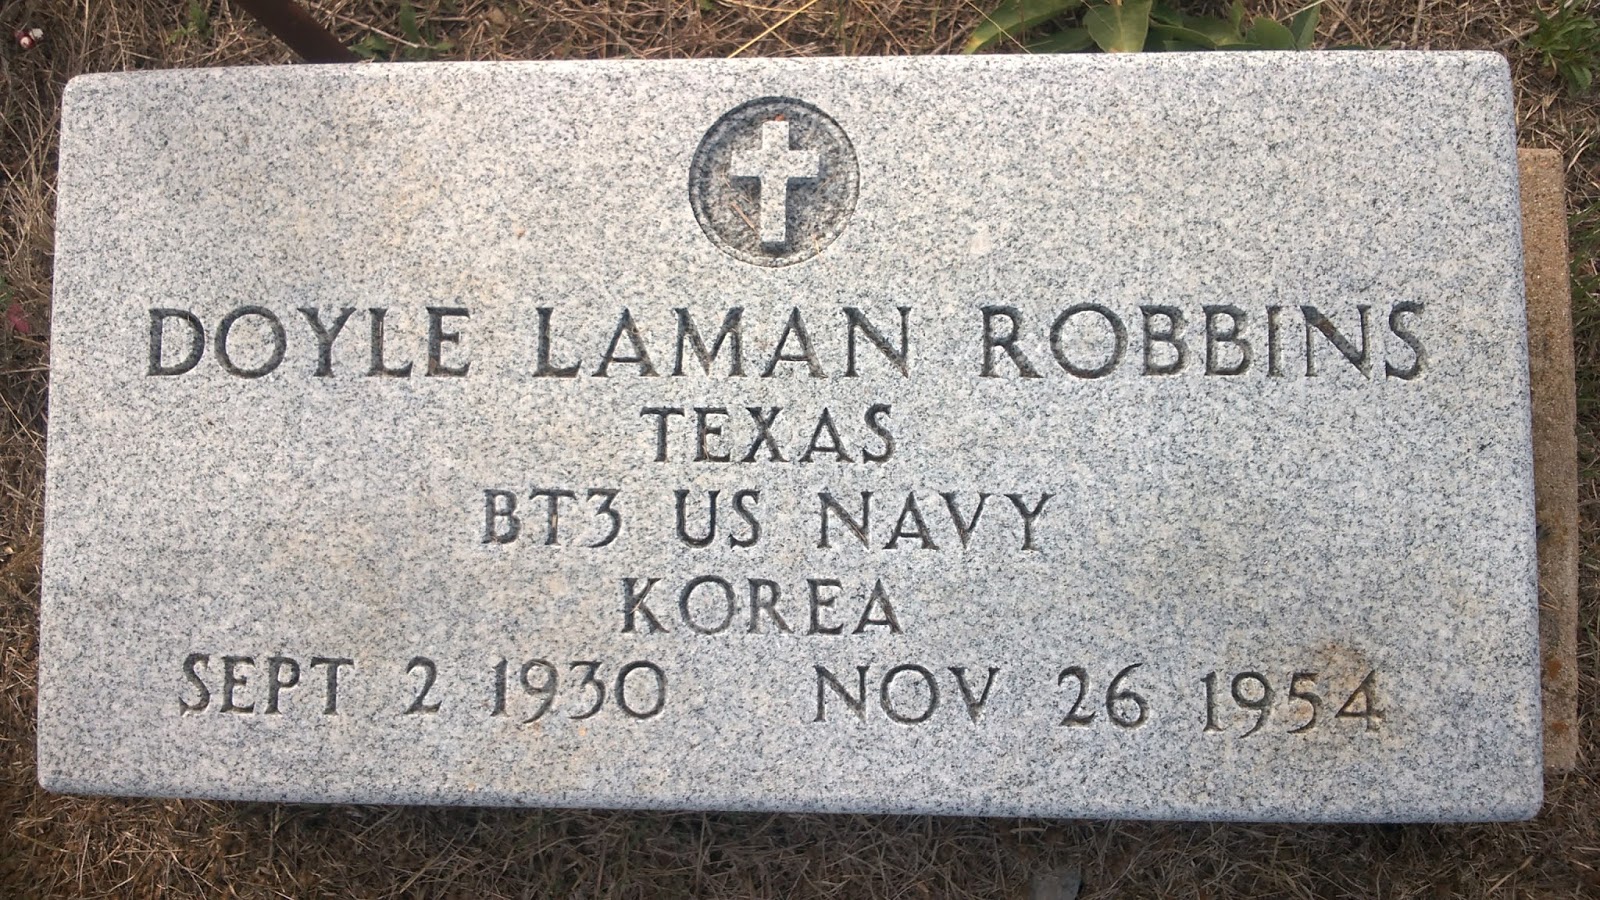 DOYLE LAMAN ROBBINS
TEXAS
BT3 US NAVY
KOREA
SEPT 2 1930 NOV 26 1954